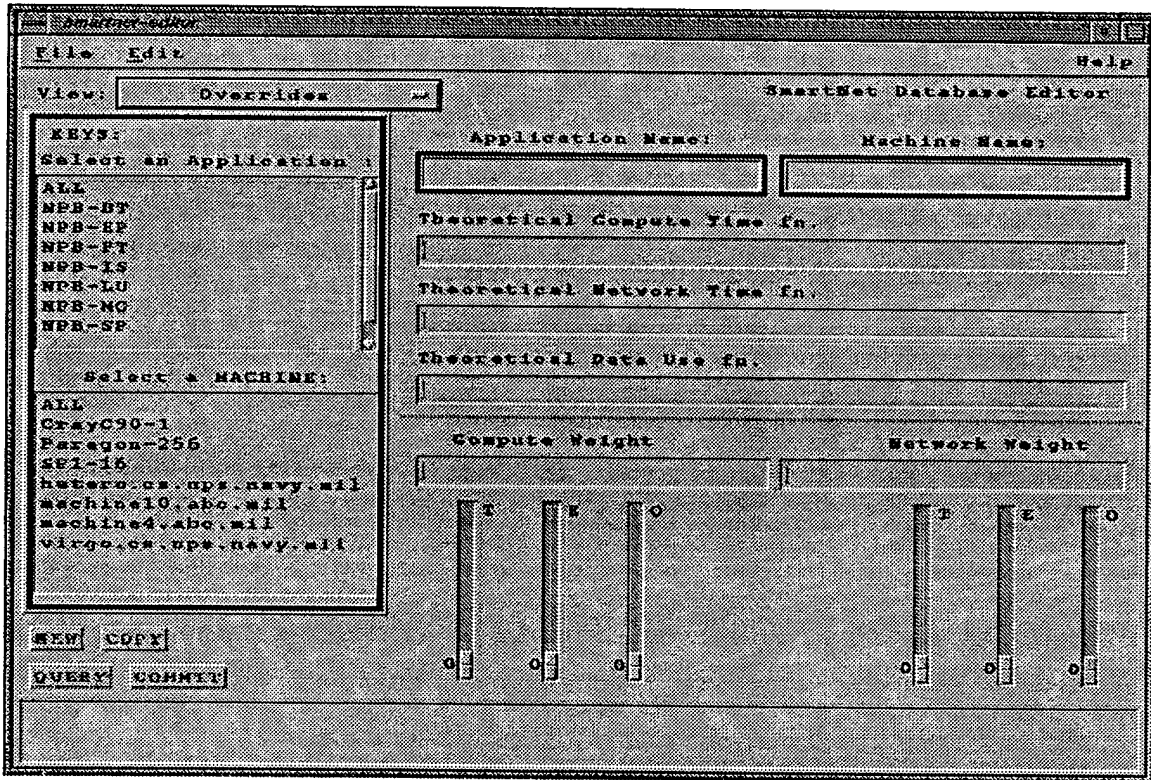 smartnet-editor
File Edit Help
View: Overrides
SmartNet Database Editor
KEYS:
Select an Application :
ALL
NPB-BT
NPB-EP
NPB-FT
NPB-IS
NPB-LU
NPB-MG
NPB-SP
Select a MACHINE:
ALL
CrayC90-1
Paragon-256
SP1-16
hetero.cs.nps.navy.mil
machine10.abc.mil
machine4.abc.mil
virgo.cs.nps.navy.mil
NEW COPY
QUERY COMMIT
Application Name: Machine Name:
Theoretical Compute Time fn.
Theoretical Network Time fn.
Theoretical Data Use fn.
Compute Weight Network Weight
T E O T E O
0 0 0 0 0 0